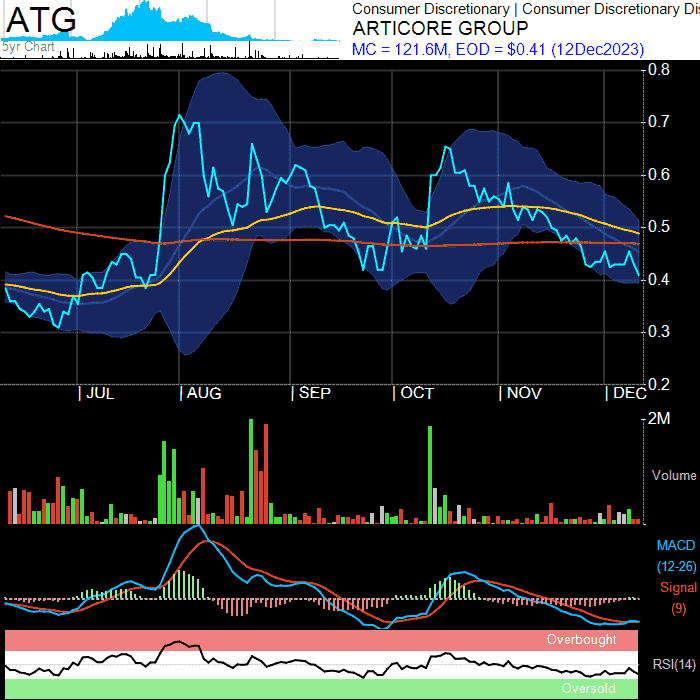 ATG
5yr Chart
Consumer Discretionary | Consumer Discretionary Dis
ARTICORE GROUP
MC = 121.6M, EOD = $0.41 (12Dec2023)
0.8
0.7
0.6
0.5
0.4
0.3
0.2
| JUL | AUG | SEP | OCT | NOV | DEC
2M
Volume
MACD
(12-26)
Signal
(9)
Overbought
RSI(14)
Oversold